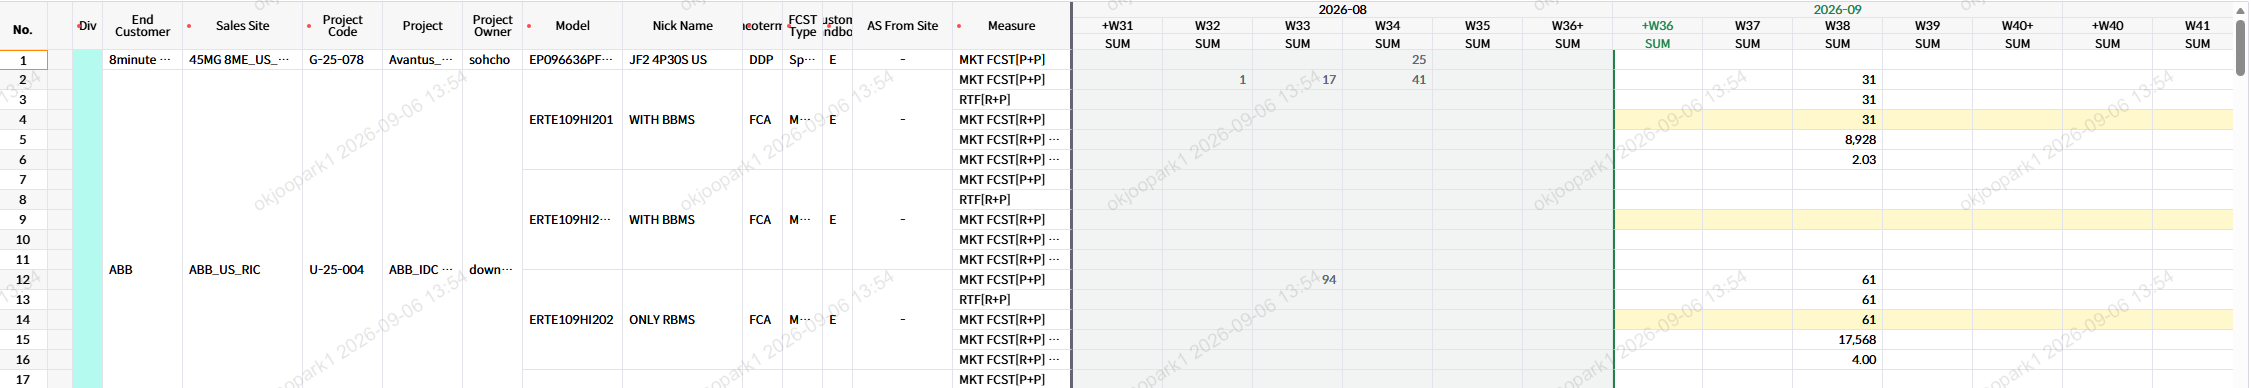 No. Div End Customer Sales Site Project Code Project Project Owner Model Nick Name FCST Type AS From Site Measure
2026-08 2026-09
+W31 W32 W33 W34 W35 W36+ +W36 W37 W38 W39 W40+ +W40 W41
SUM SUM SUM SUM SUM SUM SUM SUM SUM SUM SUM SUM SUM
1 8minute ··· 45MG 8ME_US_··· G-25-078 Avantus_··· sohcho EP096636PF··· JF2 4P30S US DDP Sp··· E - MKT FCST[P+P] 25
2 MKT FCST[P+P] 1 17 41 31
3 RTF[R+P] 31
4 ERTE109HI201 WITH BBMS FCA M··· E - MKT FCST[R+P] 31
5 MKT FCST[R+P] ··· 8,928
6 MKT FCST[R+P] ··· 2.03
7 MKT FCST[P+P]
8 RTF[R+P]
9 ERTE109HI2··· WITH BBMS FCA M··· E - MKT FCST[R+P]
10 MKT FCST[R+P] ···
11 MKT FCST[R+P] ···
ABB ABB_US_RIC U-25-004 ABB_IDC ··· down···
12 MKT FCST[P+P] 94 61
13 RTF[R+P] 61
14 ERTE109HI202 ONLY RBMS FCA M··· E - MKT FCST[R+P] 61
15 MKT FCST[R+P] ··· 17,568
16 MKT FCST[R+P] ··· 4.00
17 MKT FCST[P+P]
okjoopark1 2026-09-06 13:54